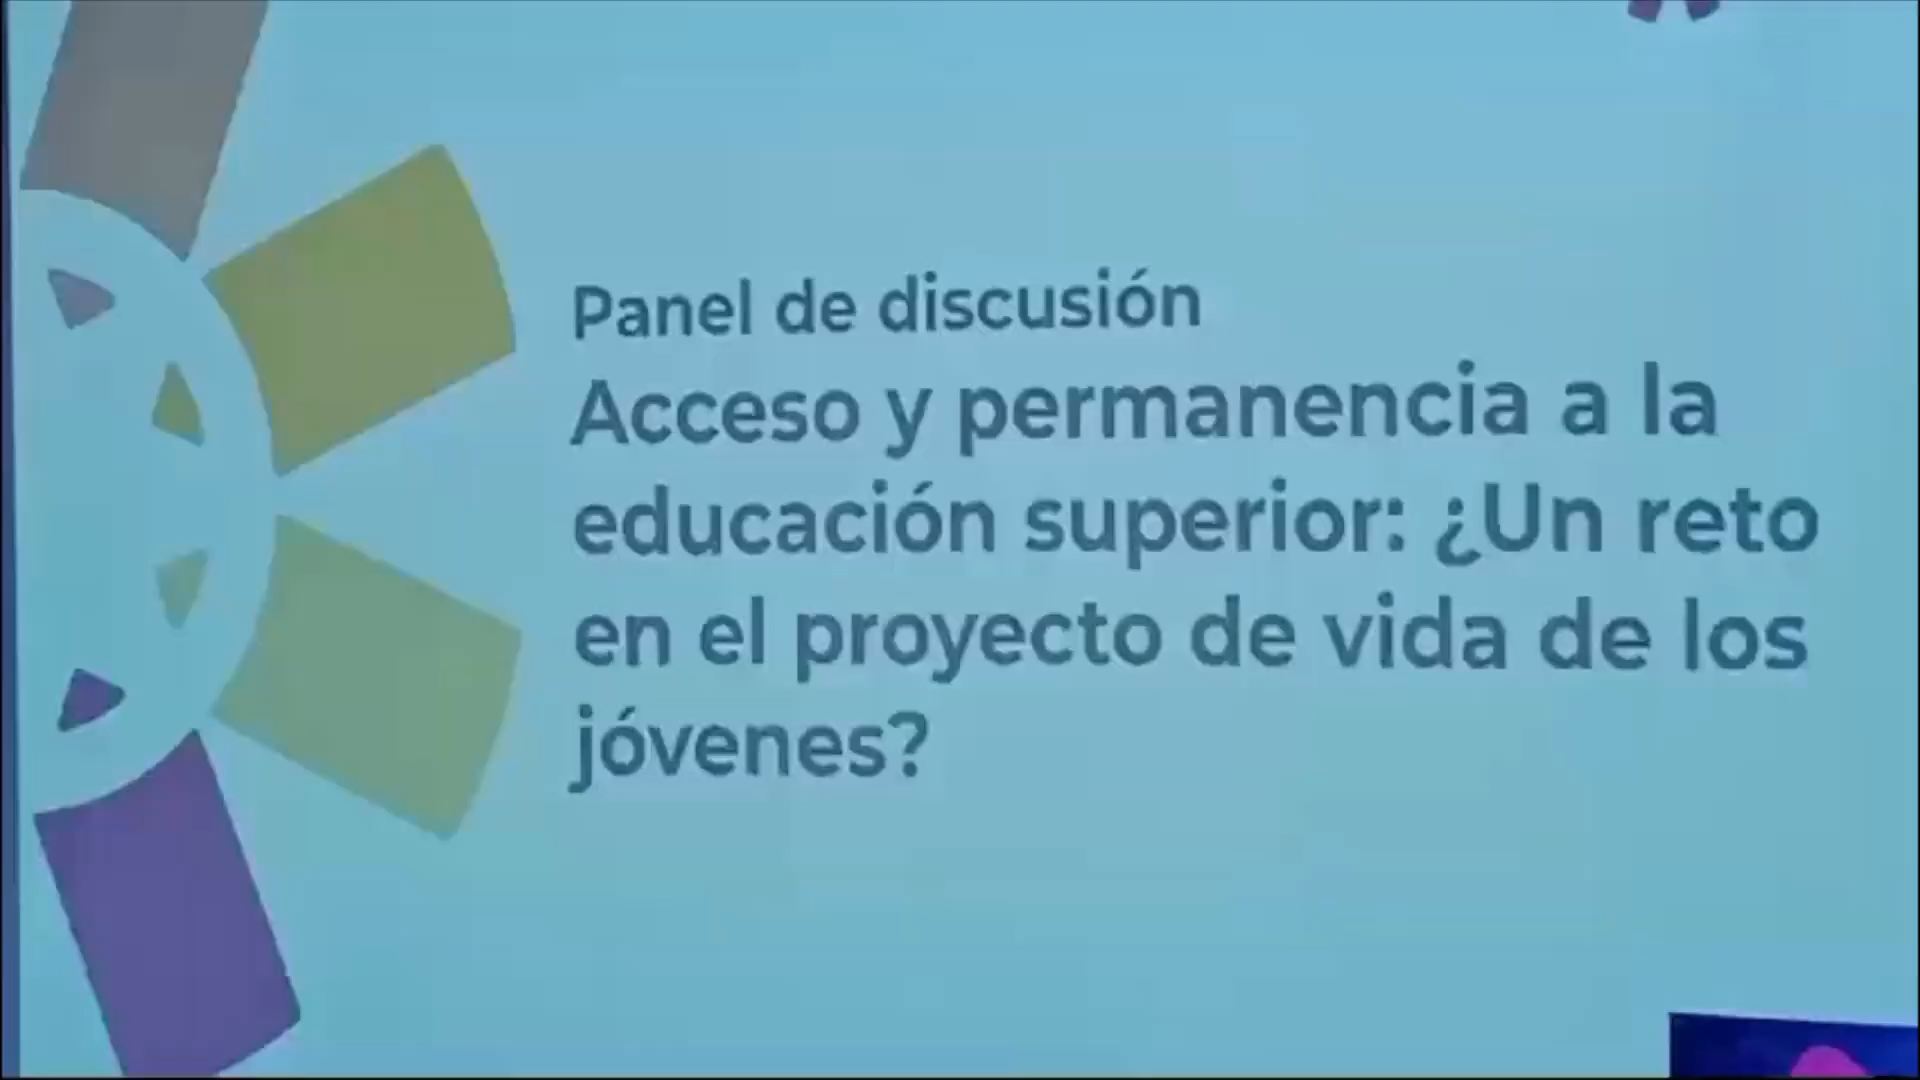 Panel de discusión
Acceso y permanencia a la
educación superior: ¿Un reto
en el proyecto de vida de los
jóvenes?